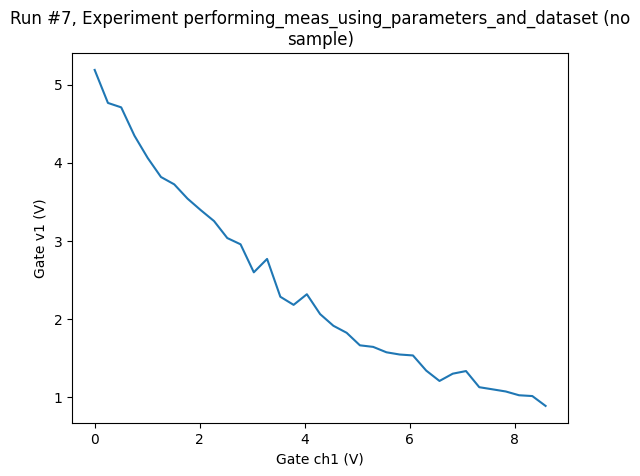 Run #7, Experiment performing_meas_using_parameters_and_dataset (no
sample)
5
4
3
2
1
Gate v1 (V)
0
2
4
6
8
Gate ch1 (V)